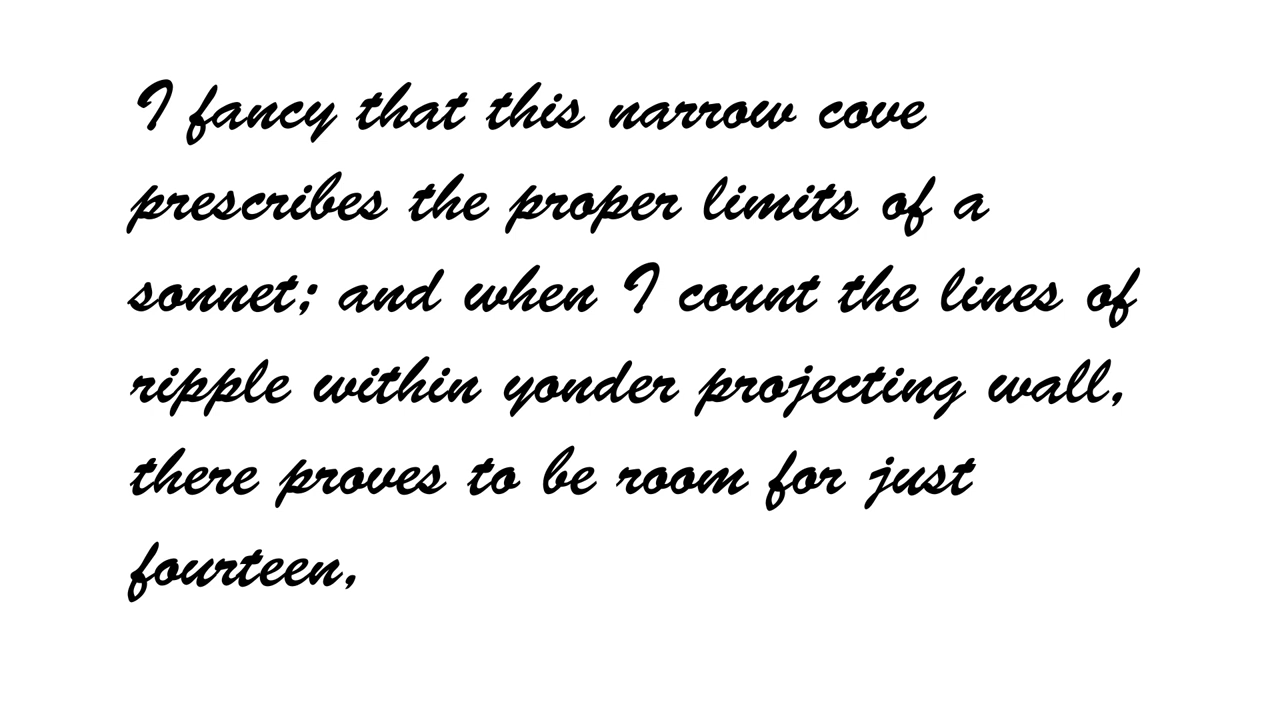 I fancy that this narrow cove
prescribes the proper limits of a
sonnet; and when I count the lines of
ripple within yonder projecting wall,
there proves to be room for just
fourteen,